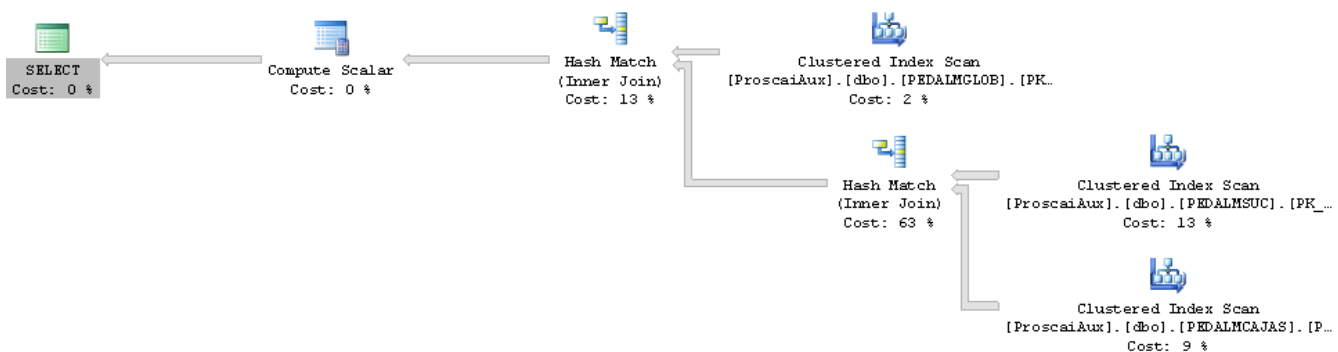 SELECT
Cost: 0 %
Compute Scalar
Cost: 0 %
Hash Match
(Inner Join)
Cost: 13 %
Clustered Index Scan
[ProscaiAux].[dbo].[PEDALMGLOB].[PK…
Cost: 2 %
Hash Match
(Inner Join)
Cost: 63 %
Clustered Index Scan
[ProscaiAux].[dbo].[PEDALMSUC].[PK_…
Cost: 13 %
Clustered Index Scan
[ProscaiAux].[dbo].[PEDALMCAJAS].[P…
Cost: 9 %